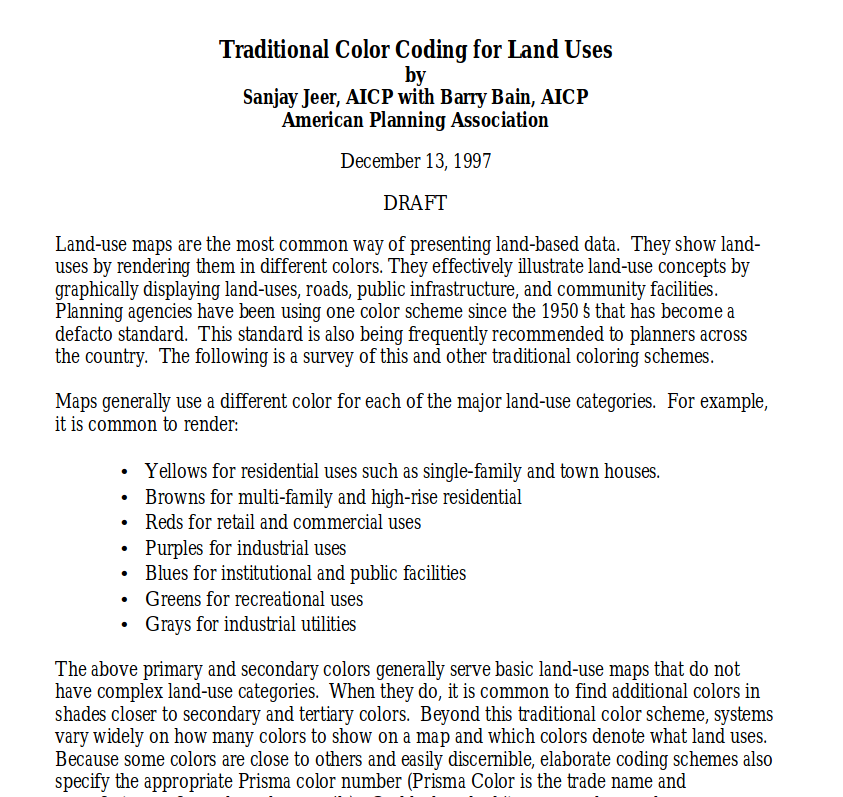 Traditional Color Coding for Land Uses
by
Sanjay Jeer, AICP with Barry Bain, AICP
American Planning Association
December 13, 1997
DRAFT
Land-use maps are the most common way of presenting land-based data.  They show land-
uses by rendering them in different colors. They effectively illustrate land-use concepts by
graphically displaying land-uses, roads, public infrastructure, and community facilities.
Planning agencies have been using one color scheme since the 1950 s that has become a
defacto standard.  This standard is also being frequently recommended to planners across
the country.  The following is a survey of this and other traditional coloring schemes.
Maps generally use a different color for each of the major land-use categories.  For example,
it is common to render:
• Yellows for residential uses such as single-family and town houses.
• Browns for multi-family and high-rise residential
• Reds for retail and commercial uses
• Purples for industrial uses
• Blues for institutional and public facilities
• Greens for recreational uses
• Grays for industrial utilities
The above primary and secondary colors generally serve basic land-use maps that do not
have complex land-use categories.  When they do, it is common to find additional colors in
shades closer to secondary and tertiary colors.  Beyond this traditional color scheme, systems
vary widely on how many colors to show on a map and which colors denote what land uses.
Because some colors are close to others and easily discernible, elaborate coding schemes also
specify the appropriate Prisma color number (Prisma Color is the trade name and